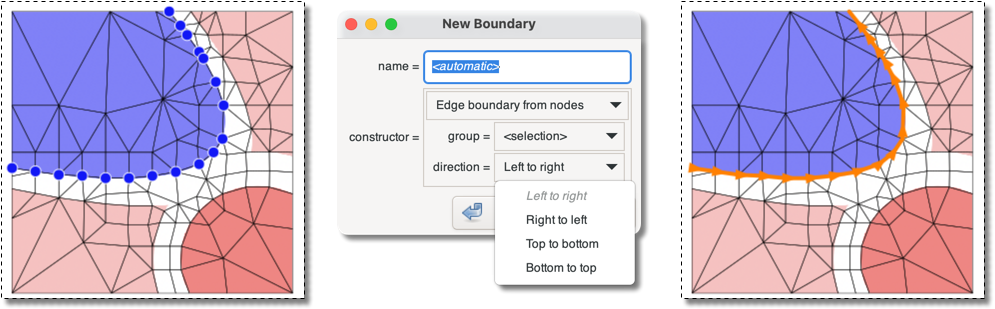 New Boundary
name = <automatic>
Edge boundary from nodes
constructor = group = <selection>
direction = Left to right
Left to right
Right to left
Top to bottom
Bottom to top